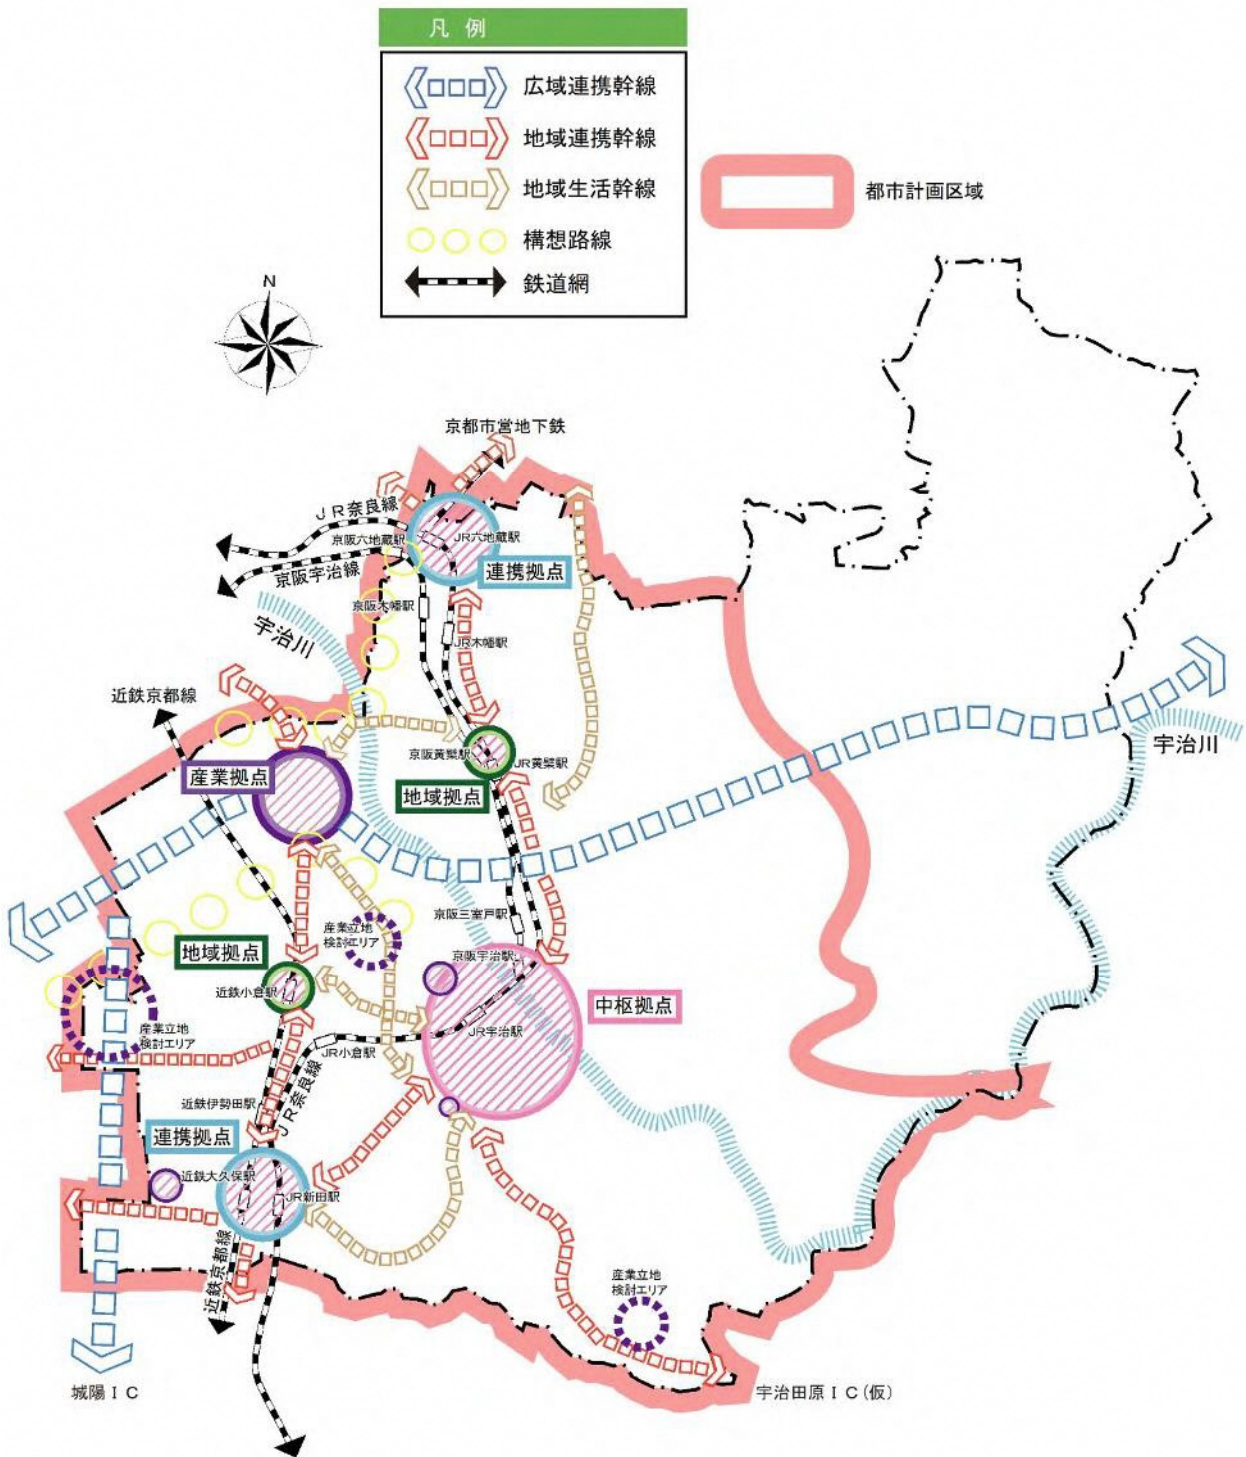 凡例
広域連携幹線
地域連携幹線
地域生活幹線
構想路線
鉄道網
都市計画区域
N
京都市営地下鉄
JR奈良線
京阪六地蔵駅
JR六地蔵駅
京阪宇治線
連携拠点
京阪木幡駅
宇治川
JR木幡駅
近鉄京都線
宇治川
京阪黄檗駅
JR黄檗駅
産業拠点
地域拠点
京阪三室戸駅
産業立地
検討エリア
地域拠点
京阪宇治駅
近鉄小倉駅
中枢拠点
産業立地
検討エリア
JR宇治駅
JR小倉駅
JR奈良線
近鉄伊勢田駅
連携拠点
近鉄大久保駅
JR新田駅
近鉄京都線
産業立地
検討エリア
城陽IC
宇治田原IC(仮)